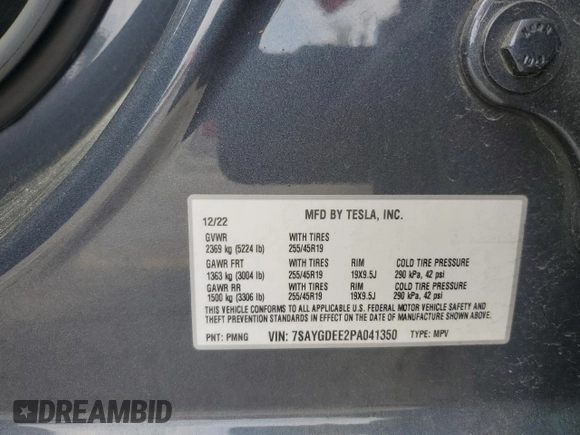 12/22 MFD BY TESLA, INC.
GVWR WITH TIRES
2369 kg (5224 lb) 255/45R19
GAWR FRT WITH TIRES RIM COLD TIRE PRESSURE
1363 kg (3004 lb) 255/45R19 19X9.5J 290 kPa, 42 psi
GAWR RR WITH TIRES RIM COLD TIRE PRESSURE
1500 kg (3306 lb) 255/45R19 19X9.5J 290 kPa, 42 psi
THIS VEHICLE CONFORMS TO ALL APPLICABLE U.S. FEDERAL MOTOR VEHICLE SAFETY AND
THEFT PREVENTION STANDARDS IN EFFECT ON THE DATE OF MANUFACTURE SHOWN ABOVE.
PNT: PMNG VIN: 7SAYGDEE2PA041350 TYPE: MPV
DREAMBID